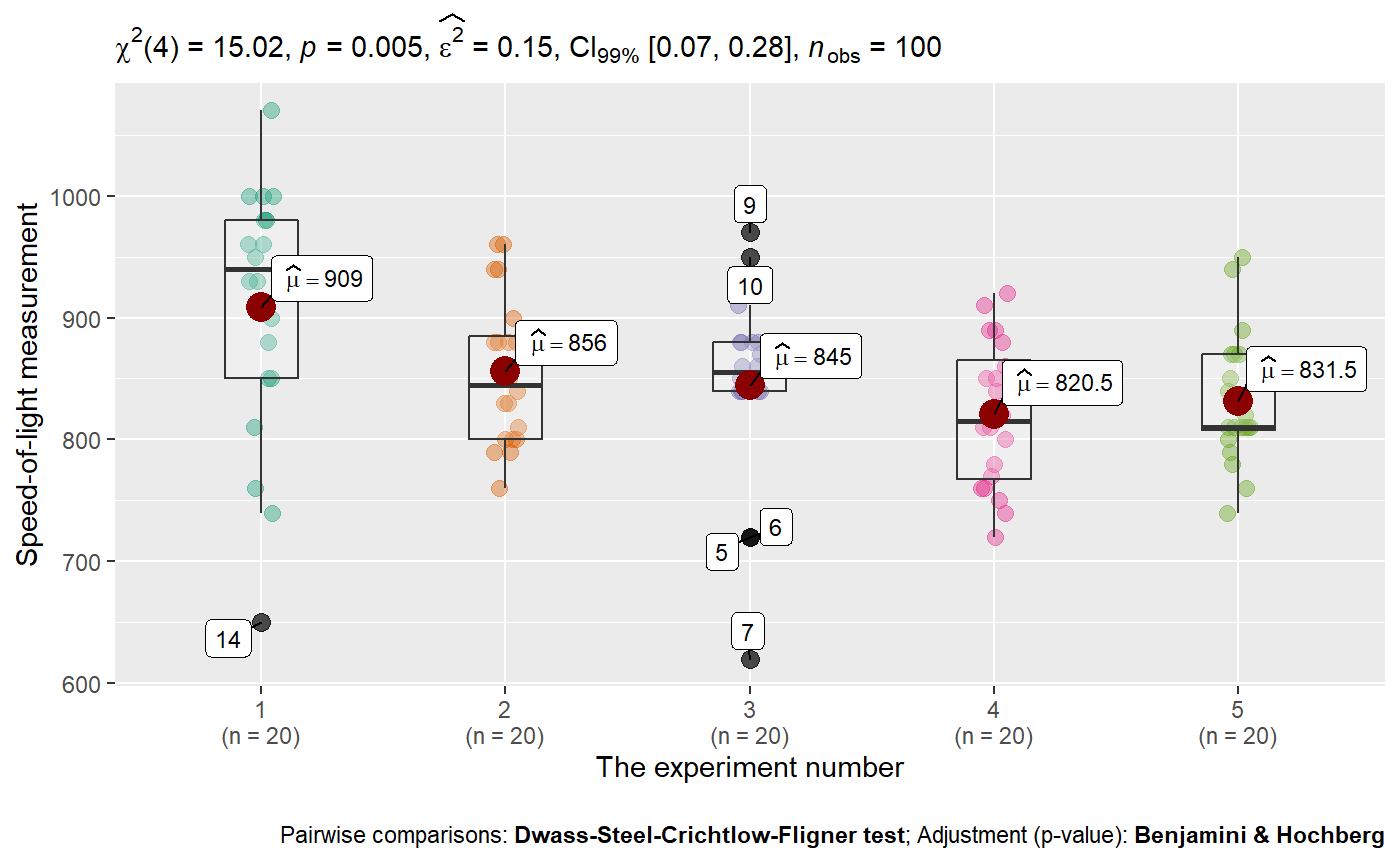 χ²(4) = 15.02, p = 0.005, ε̂² = 0.15, CI99% [0.07, 0.28], nobs = 100
Speed-of-light measurement
1000
900
800
700
600
μ̂ = 909
μ̂ = 856
μ̂ = 845
μ̂ = 820.5
μ̂ = 831.5
9
10
6
5
7
14
1 2 3 4 5
(n = 20) (n = 20) (n = 20) (n = 20) (n = 20)
The experiment number
Pairwise comparisons: Dwass-Steel-Crichtlow-Fligner test; Adjustment (p-value): Benjamini & Hochberg